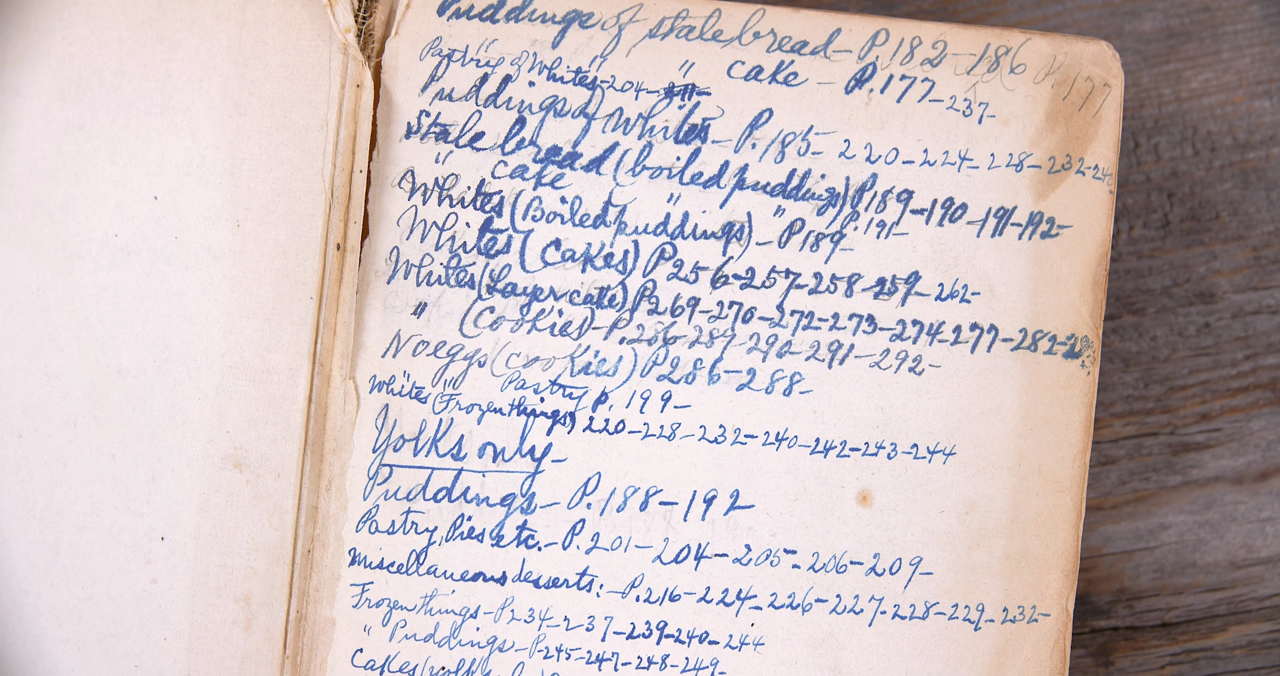 Puddings of stale bread - P. 182 - 186 P. 177
" " " cake - P. 177 - 237 -
Pastry of Whites - 204 -
Puddings of Whites - P. 185 - 220 - 224 - 228 - 232 -
Stale bread (boiled puddings) P 189 - 190 - 191 - 192 -
" cake " " P. 191 -
Whites (Boiled puddings) - P 189 -
Whites (Cakes) P 256 - 257 - 258 - 259 - 262 -
Whites (Layer cake) P 269 - 270 - 272 - 273 - 274 - 277 - 282 -
" (Cookies) - P. 286 - 289 - 290 - 291 - 292 -
No eggs (cookies) P 286 - 288 -
" Pastry p. 199 -
Whites (Frozen things) 220 - 228 - 232 - 240 - 242 - 243 - 244
Yolks only -
Puddings - P. 188 - 192
Pastry, Pies etc. - P. 201 - 204 - 205 - 206 - 209 -
Miscellaneous desserts: - P. 216 - 224 - 226 - 227 - 228 - 229 - 232 -
Frozen things - P 234 - 237 - 239 - 240 - 244
" Puddings - P - 245 - 247 - 248 - 249 -
Cakes (yolks